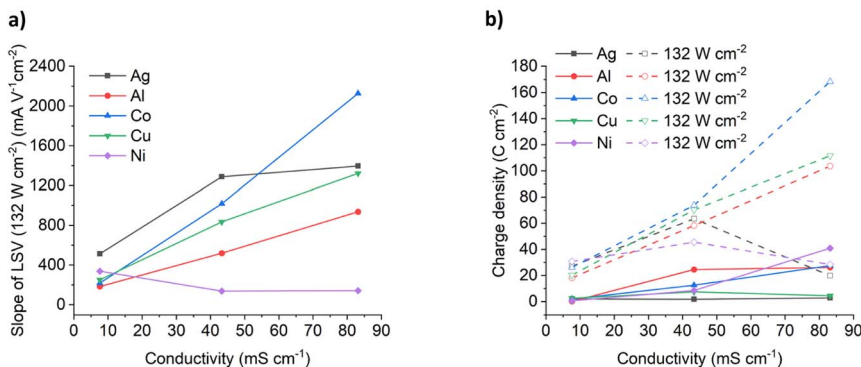 a)
Slope of LSV (132 W cm⁻²) (mA V⁻¹cm⁻²)
2400
2000
1600
1200
800
400
0
Ag
Al
Co
Cu
Ni
0 10 20 30 40 50 60 70 80 90
Conductivity (mS cm⁻¹)
b)
Charge density (C cm⁻²)
180
160
140
120
100
80
60
40
20
0
Ag 132 W cm⁻²
Al 132 W cm⁻²
Co 132 W cm⁻²
Cu 132 W cm⁻²
Ni 132 W cm⁻²
0 10 20 30 40 50 60 70 80 90
Conductivity (mS cm⁻¹)